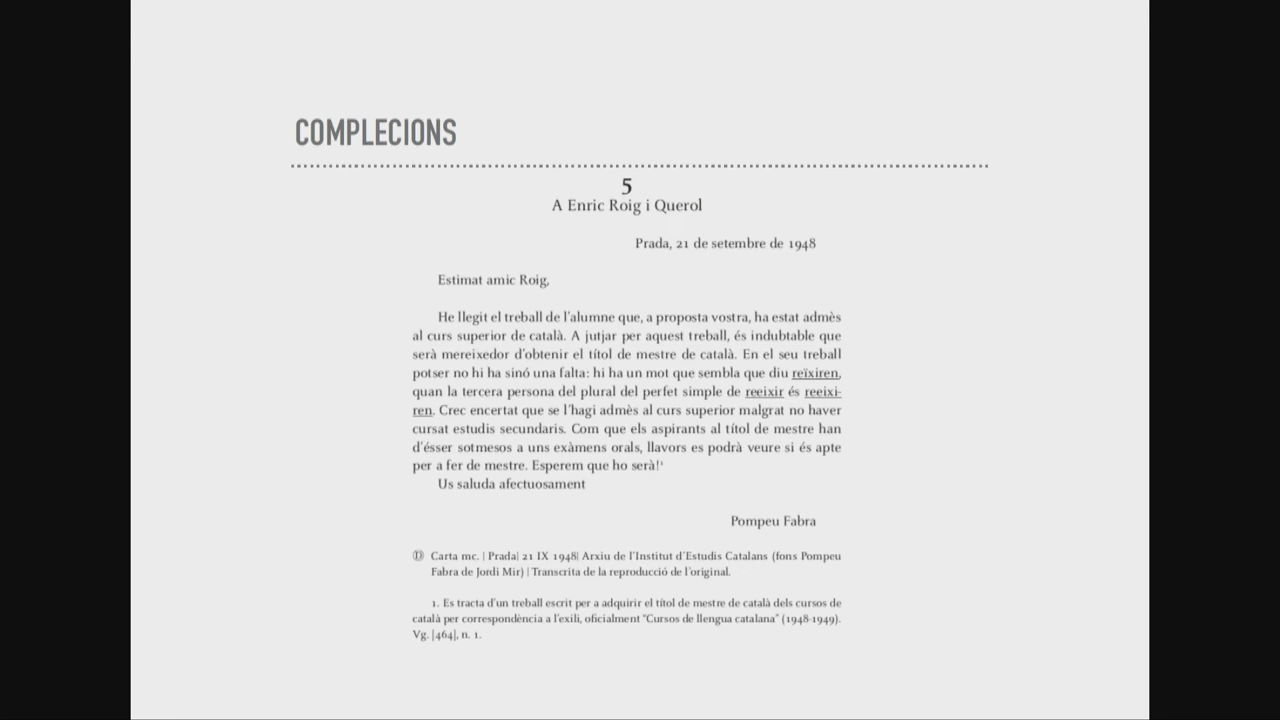 COMPLECIONS
5
A Enric Roig i Querol
Prada, 21 de setembre de 1948
Estimat amic Roig,
He llegit el treball de l'alumne que, a proposta vostra, ha estat admès
al curs superior de català. A jutjar per aquest treball, és indubtable que
serà mereixedor d'obtenir el títol de mestre de català. En el seu treball
potser no hi ha sinó una falta: hi ha un mot que sembla que diu reïxiren,
quan la tercera persona del plural del perfet simple de reeixir és reeixi-
ren. Crec encertat que se l'hagi admès al curs superior malgrat no haver
cursat estudis secundaris. Com que els aspirants al títol de mestre han
d'ésser sotmesos a uns exàmens orals, llavors es podrà veure si és apte
per a fer de mestre. Esperem que ho serà!¹
Us saluda afectuosament
Pompeu Fabra
Ⓓ Carta mc. | Prada| 21 IX 1948| Arxiu de l'Institut d'Estudis Catalans (fons Pompeu
Fabra de Jordi Mir) | Transcrita de la reproducció de l'original.
1. Es tracta d'un treball escrit per a adquirir el títol de mestre de català dels cursos de
català per correspondència a l'exili, oficialment "Cursos de llengua catalana" (1948-1949).
Vg. [464], n. 1.